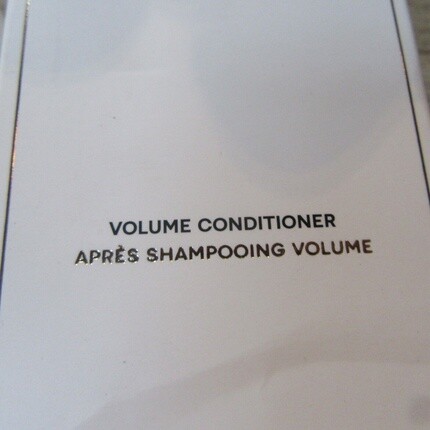 VOLUME CONDITIONER
APRÈS SHAMPOOING VOLUME